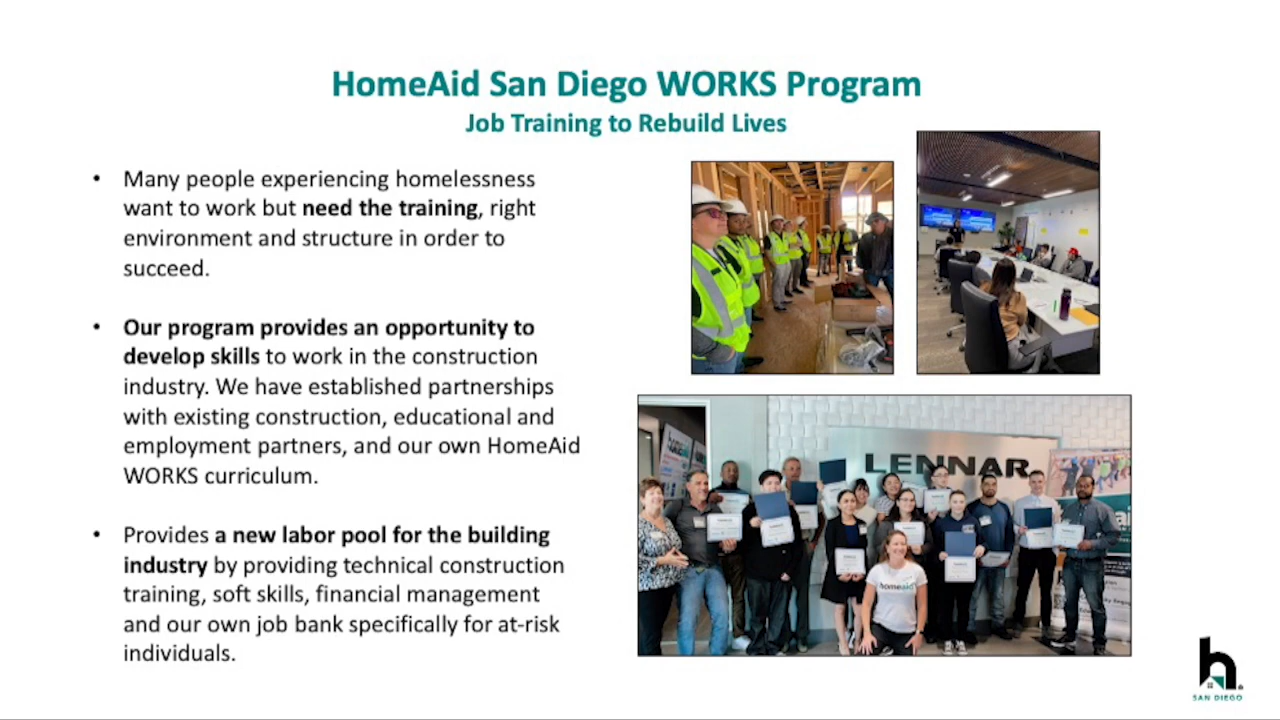 HomeAid San Diego WORKS Program
Job Training to Rebuild Lives
• Many people experiencing homelessness
want to work but need the training, right
environment and structure in order to
succeed.
• Our program provides an opportunity to
develop skills to work in the construction
industry. We have established partnerships
with existing construction, educational and
employment partners, and our own HomeAid
WORKS curriculum.
• Provides a new labor pool for the building
industry by providing technical construction
training, soft skills, financial management
and our own job bank specifically for at-risk
individuals.
LENNAR
homeaid
h
SAN DIEGO